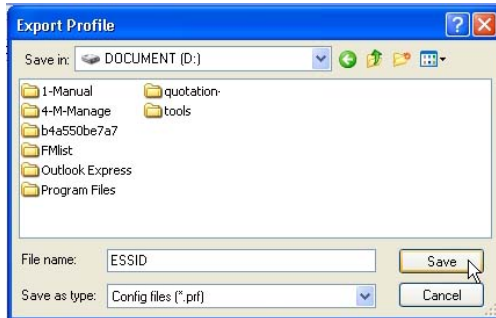 Export Profile
Save in: DOCUMENT (D:)
1-Manual
4-M-Manage
b4a550be7a7
FMlist
Outlook Express
Program Files
quotation-
tools
File name: ESSID
Save
Save as type: Config files (*.prf)
Cancel